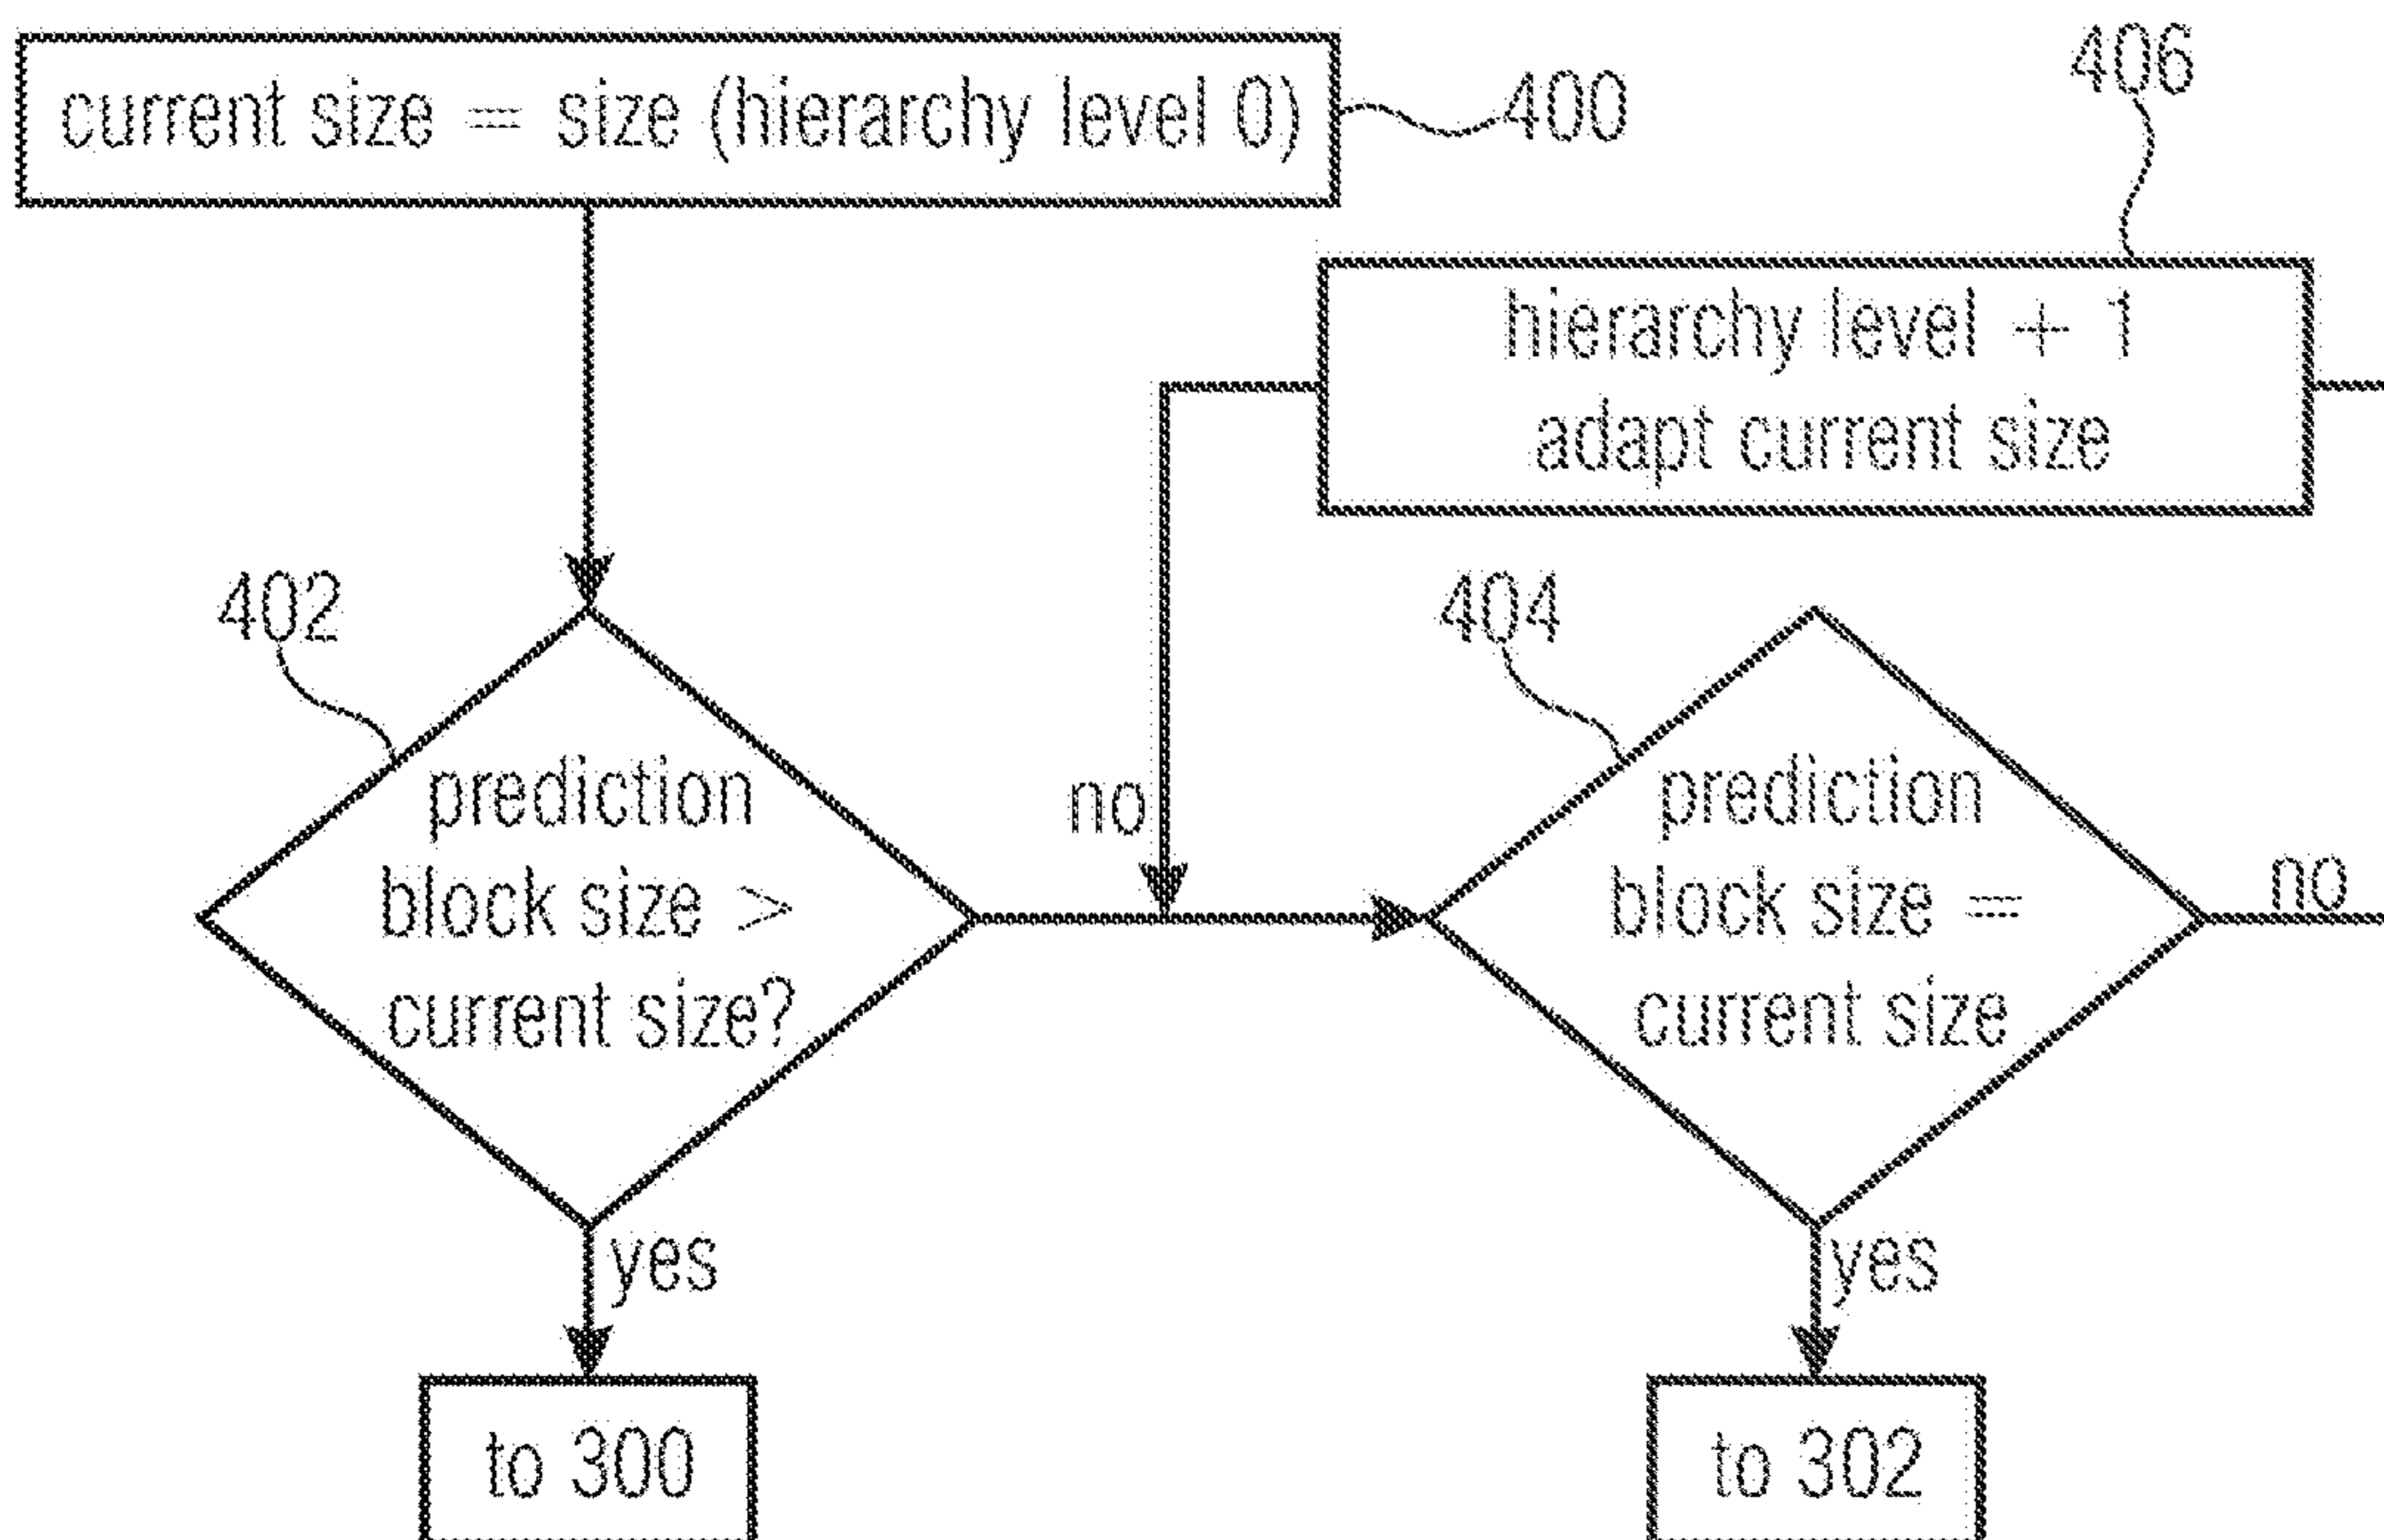 current size = size (hierarchy level 0)
400
406
hierarchy level + 1
adapt current size
402
404
prediction
block size >
current size?
no
prediction
block size =
current size
no
yes
yes
to 300
to 302